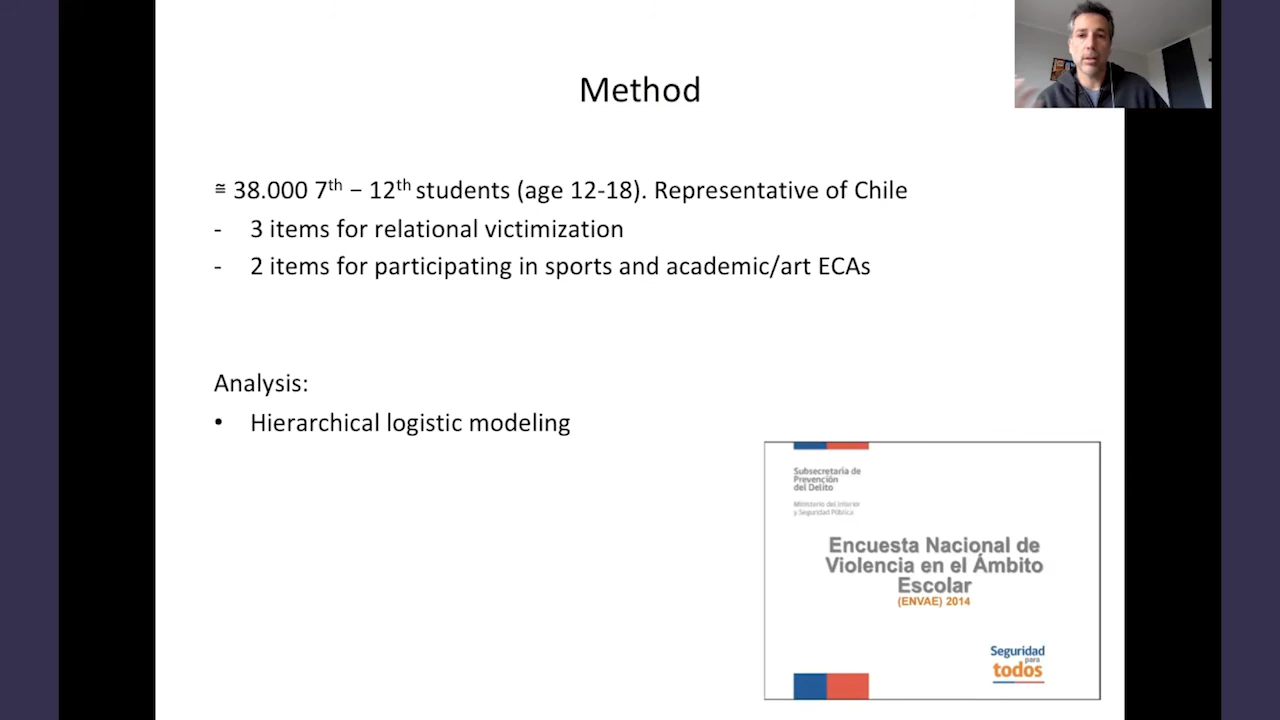 Method
≅ 38.000 7th – 12th students (age 12-18). Representative of Chile
- 3 items for relational victimization
- 2 items for participating in sports and academic/art ECAs
Analysis:
• Hierarchical logistic modeling
Subsecretaría de
Prevención
del Delito
Ministerio del Interior
y Seguridad Pública
Encuesta Nacional de
Violencia en el Ámbito
Escolar
(ENVAE) 2014
Seguridad
para
todos